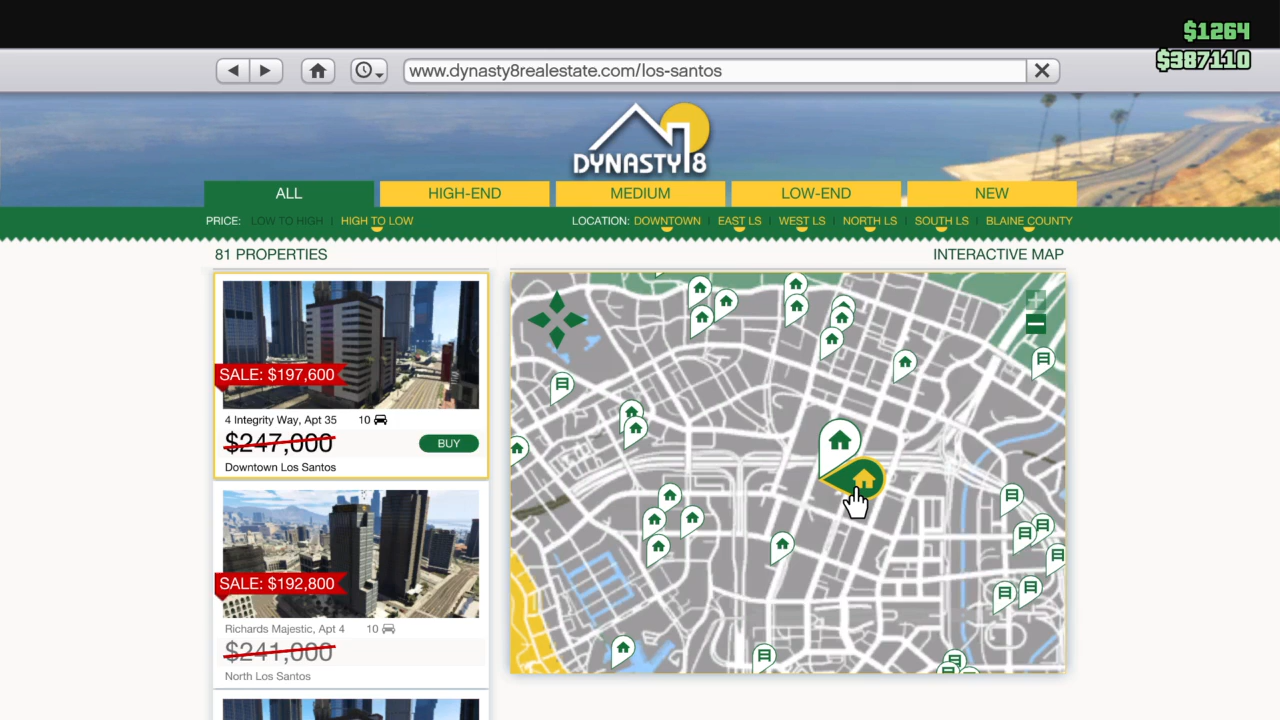 $1264
$387110
www.dynasty8realestate.com/los-santos
DYNASTY 8
ALL HIGH-END MEDIUM LOW-END NEW
PRICE: LOW TO HIGH | HIGH TO LOW LOCATION: DOWNTOWN | EAST LS | WEST LS | NORTH LS | SOUTH LS | BLAINE COUNTY
81 PROPERTIES INTERACTIVE MAP
SALE: $197,600
4 Integrity Way, Apt 35 10
$247,000 BUY
Downtown Los Santos
SALE: $192,800
Richards Majestic, Apt 4 10
$241,000
North Los Santos